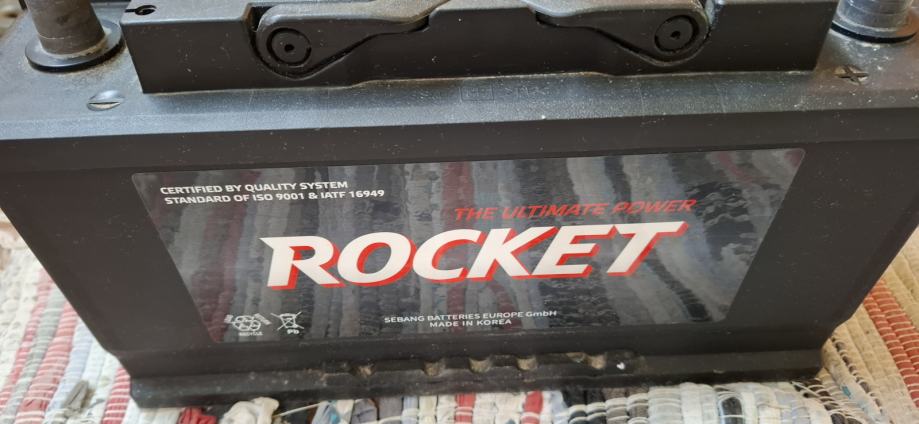 CERTIFIED BY QUALITY SYSTEM
STANDARD OF ISO 9001 & IATF 16949
THE ULTIMATE POWER
ROCKET
Pb
SEBANG BATTERIES EUROPE GmbH
MADE IN KOREA